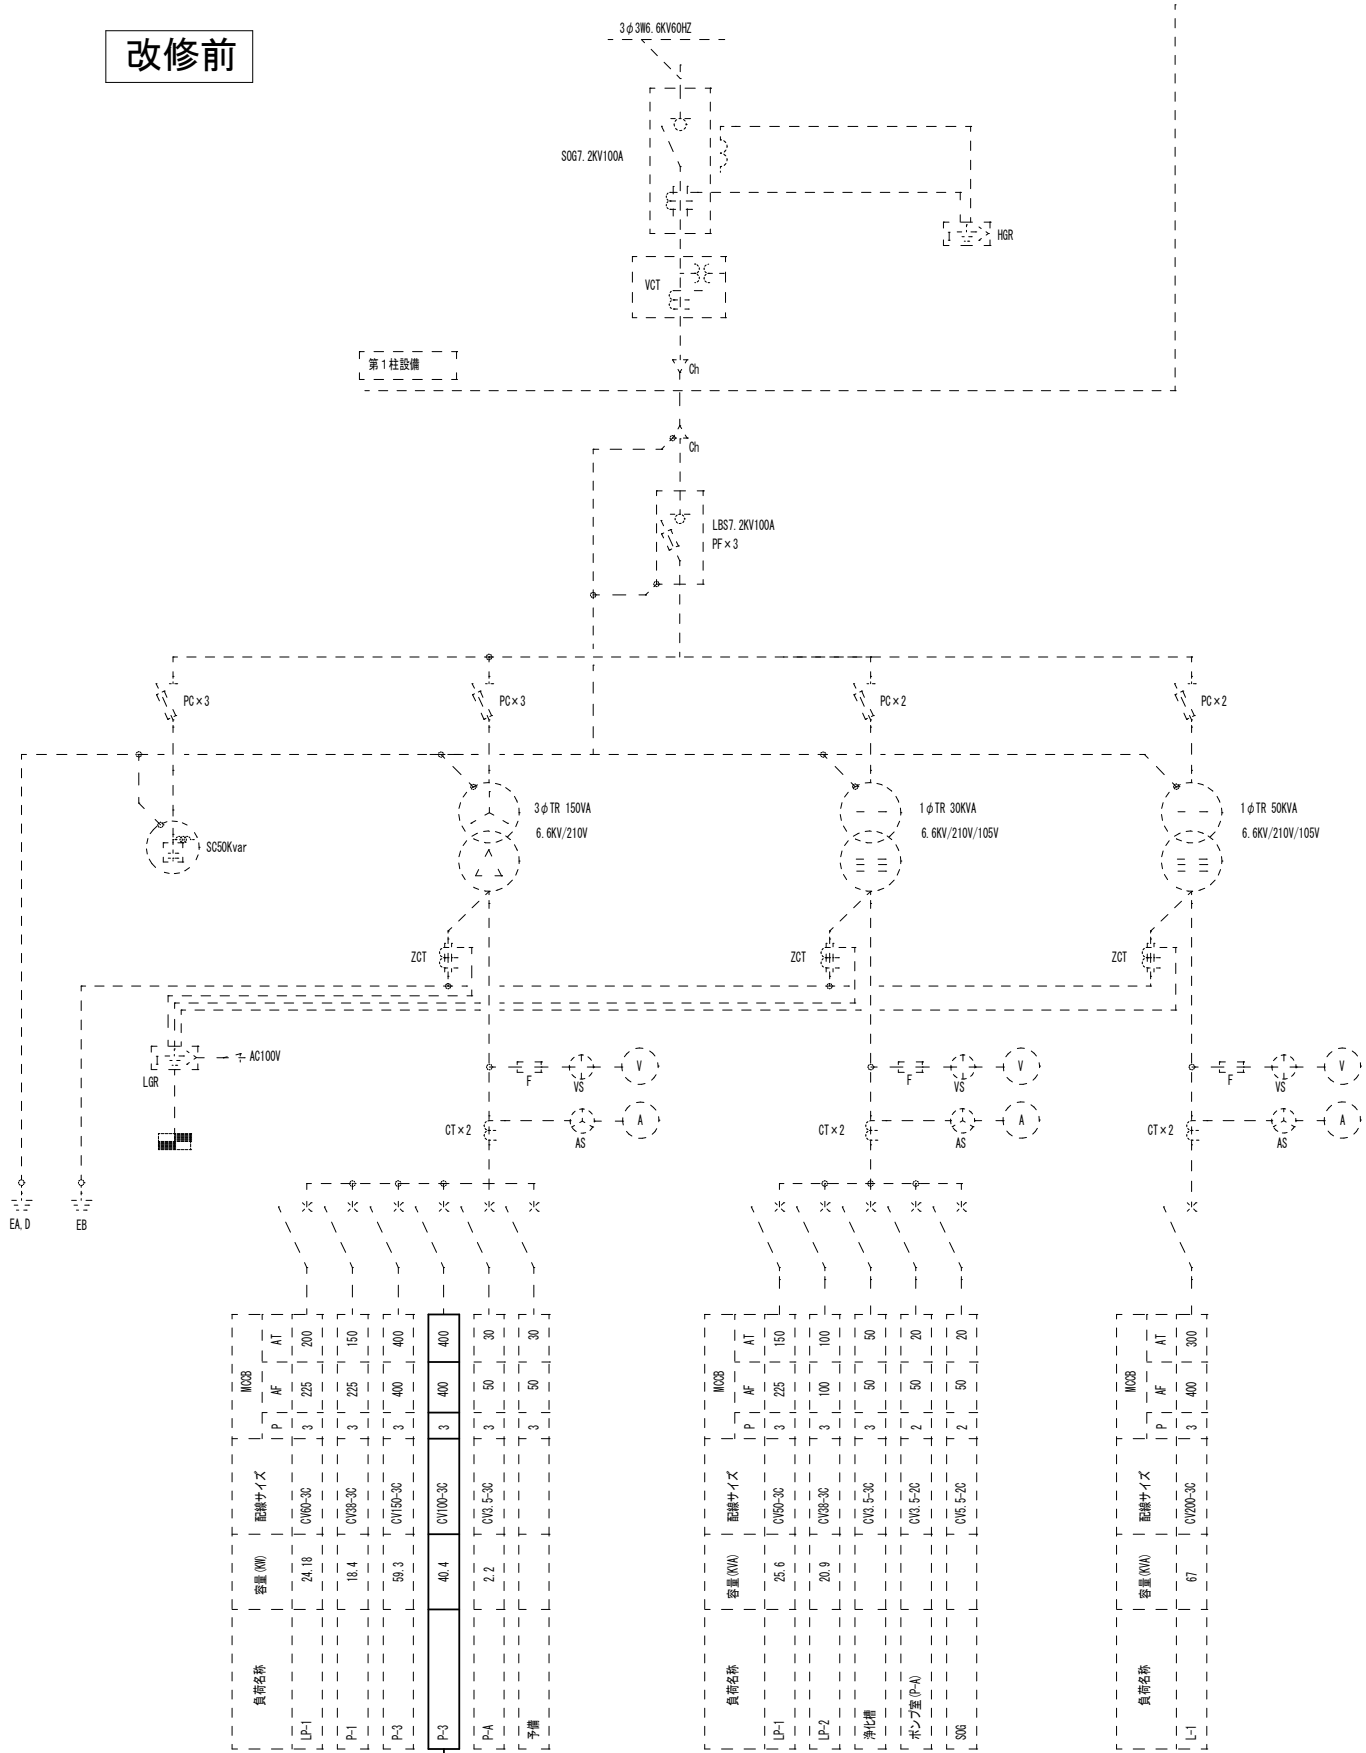 改修前
3φ3W6.6KV60HZ
SOG7.2KV100A
HGR
VCT
第1柱設備
Ch
Ch
LBS7.2KV100A
PF×3
PC×3
PC×3
PC×2
PC×2
SC50Kvar
3φTR 150VA
6.6KV/210V
1φTR 30KVA
6.6KV/210V/105V
1φTR 50KVA
6.6KV/210V/105V
ZCT
ZCT
ZCT
I
LGR
AC100V
F
VS
V
F
VS
V
F
VS
V
CT×2
AS
A
CT×2
AS
A
CT×2
AS
A
EA,D
EB
負荷名称 容量(KW) 配線サイズ MCCB P AF AT
LP-1 24.18 CV60-3C 3 225 200
P-1 18.4 CV38-3C 3 225 150
P-3 59.3 CV150-3C 3 400 400
P-3 40.4 CV100-3C 3 400 400
P-A 2.2 CV3.5-3C 3 50 30
予備 3 50 30
負荷名称 容量(KVA) 配線サイズ MCCB P AF AT
LP-1 25.6 CV50-3C 3 225 150
LP-2 20.9 CV38-3C 3 100 100
浄化槽 CV3.5-3C 3 50 50
ポンプ室(P-A) CV3.5-2C 2 50 20
SOG CV5.5-2C 2 50 20
負荷名称 容量(KVA) 配線サイズ MCCB P AF AT
L-1 67 CV200-3C 3 400 300